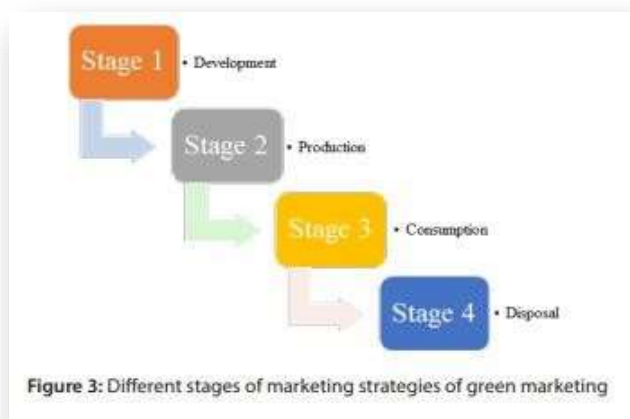 Stage 1 • Development
Stage 2 • Production
Stage 3 • Consumption
Stage 4 • Disposal
Figure 3: Different stages of marketing strategies of green marketing